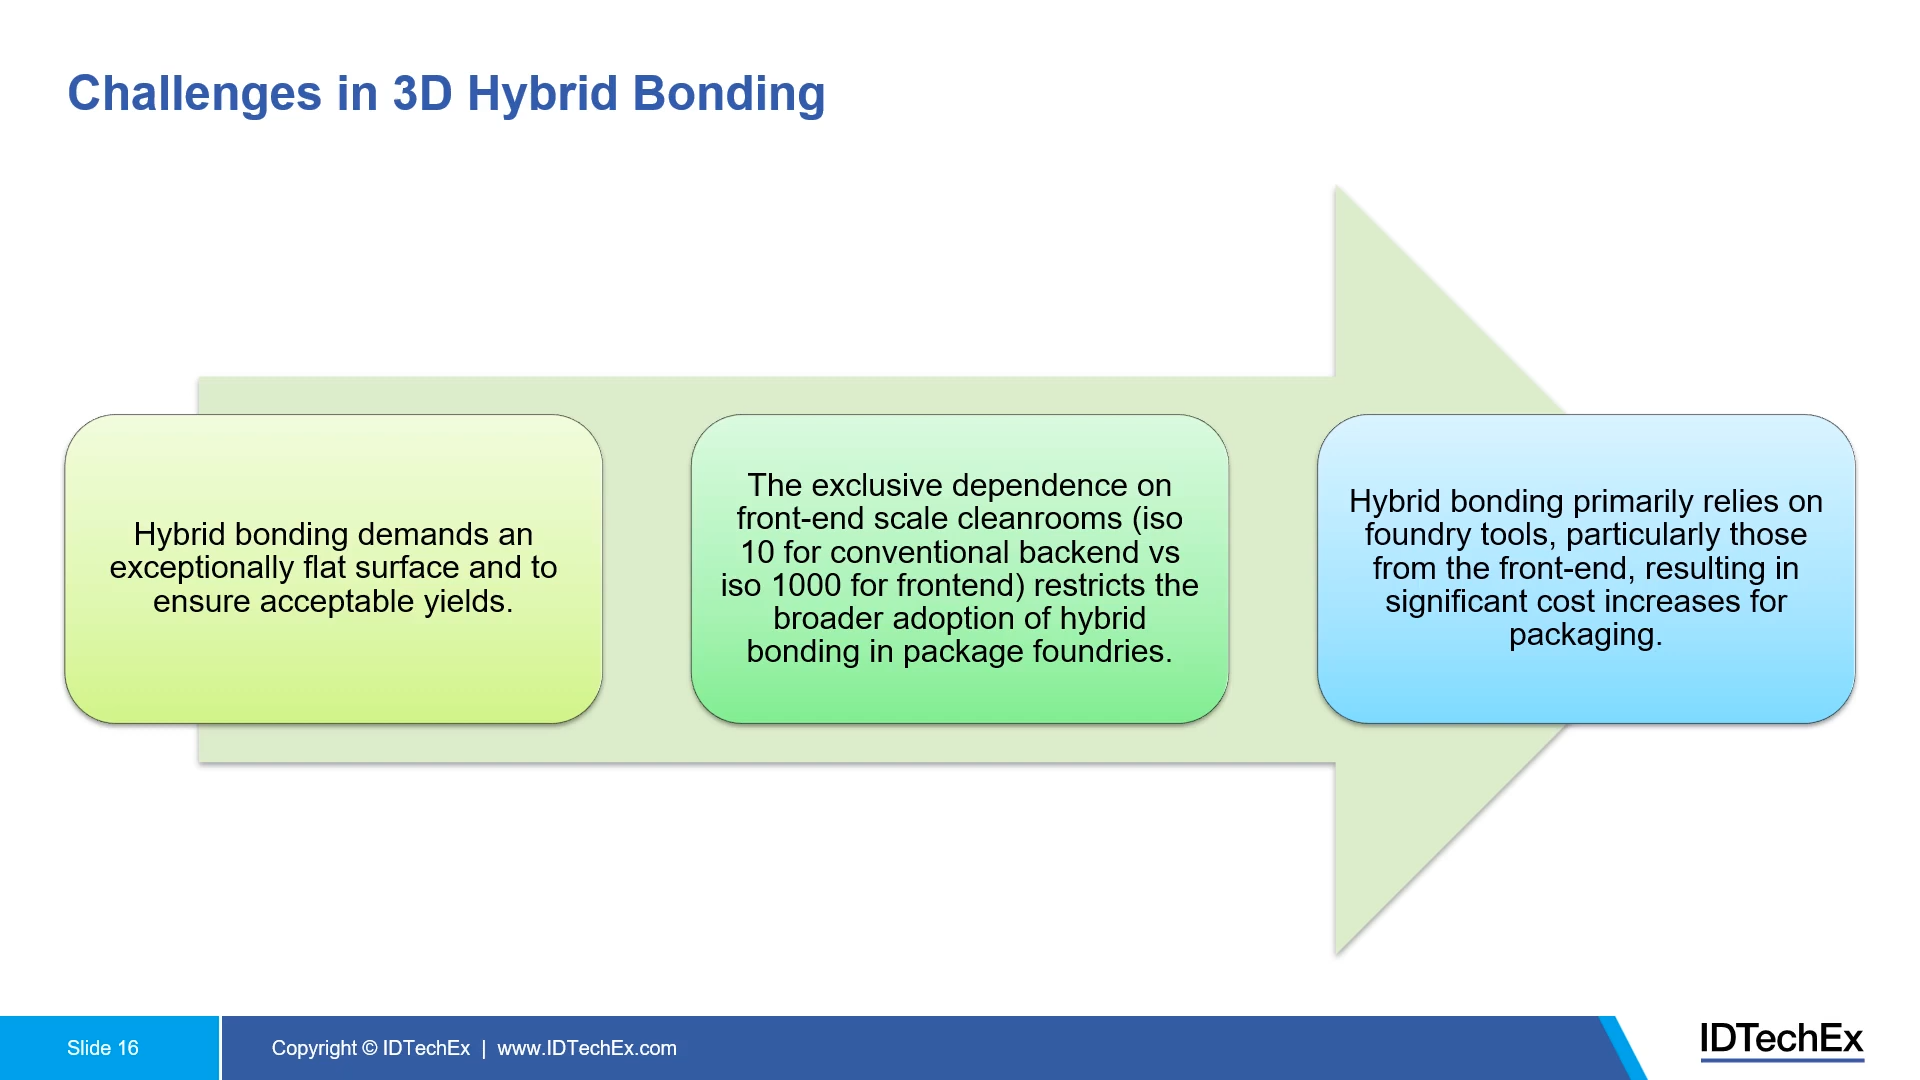 Challenges in 3D Hybrid Bonding
Hybrid bonding demands an
exceptionally flat surface and to
ensure acceptable yields.
The exclusive dependence on
front-end scale cleanrooms (iso
10 for conventional backend vs
iso 1000 for frontend) restricts the
broader adoption of hybrid
bonding in package foundries.
Hybrid bonding primarily relies on
foundry tools, particularly those
from the front-end, resulting in
significant cost increases for
packaging.
Slide 16
Copyright © IDTechEx | www.IDTechEx.com
IDTechEx